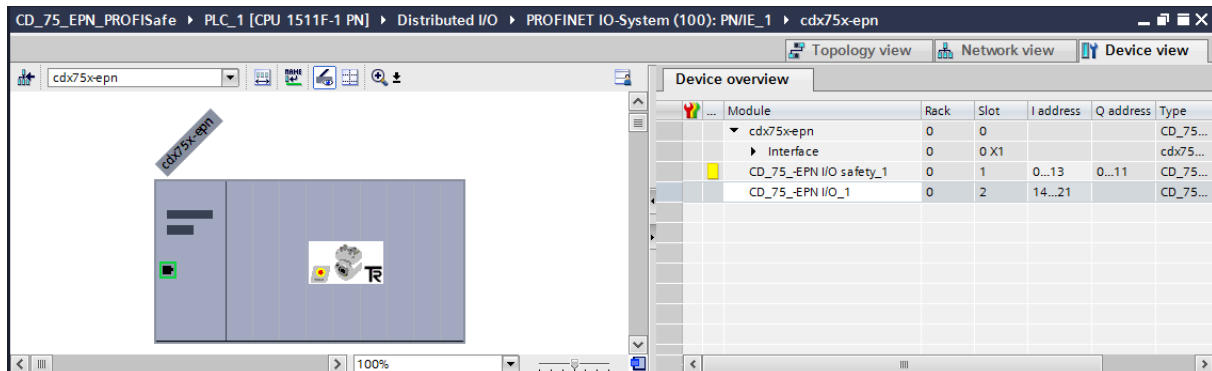 CD_75_EPN_PROFISafe ▸ PLC_1 [CPU 1511F-1 PN] ▸ Distributed I/O ▸ PROFINET IO-System (100): PN/IE_1 ▸ cdx75x-epn
Topology view Network view Device view
cdx75x-epn
Device overview
... Module Rack Slot I address Q address Type
cdx75x-epn 0 0 CD_75...
Interface 0 0 X1 cdx75...
CD_75_-EPN I/O safety_1 0 1 0...13 0...11 CD_75...
CD_75_-EPN I/O_1 0 2 14...21 CD_75...
cdx75x-epn
TR
100%